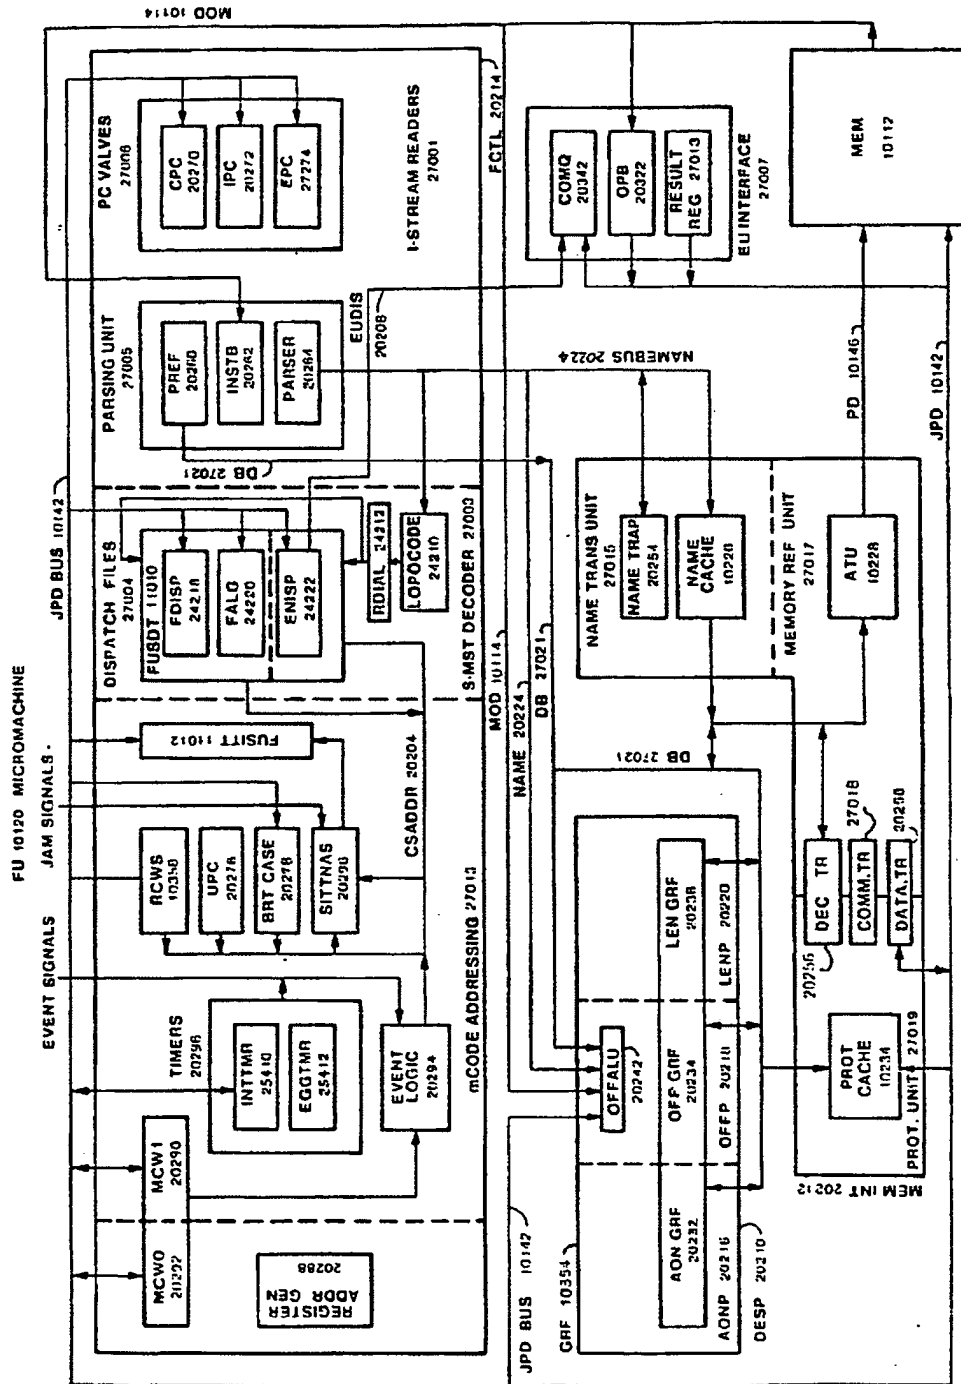 FU 10120 MICROMACHINE
EVENT SIGNALS
JAM SIGNALS
JPD BUS 10142
MOD 10114
MCW0
20292
MCW1
20290
REGISTER
ADDR GEN
20288
TIMERS
20296
INTTMR
25410
EGGTMR
25412
EVENT
LOGIC
20294
RCWS
10358
UPC
20276
BRT CASE
20278
SITTNAS
20286
FUSITT 11012
CSADDR 20204
mCODE ADDRESSING 27013
DISPATCH FILES
27004
FUSDT 11010
FDISP
24218
FALG
24220
ENISP
24222
RDIAL 24212
LOPOCODE
24210
S-MST DECODER 27003
DB 27021
PARSING UNIT
27005
PREF
20260
INSTB
20262
PARSER
20264
EUDIS
20206
PC VALVES
27006
CPC
20270
IPC
20272
EPC
27274
I-STREAM READERS
27001
FCTL 20214
JPD BUS 10142
MOD 10114
NAME 20224
DB 27021
GRF 10354
OFFALU
20242
AON GRF
20232
OFP GRF
20234
LEN GRF
20236
AONP 20216
OFFP 20218
LENP 20220
DESP 20210
DB 27021
NAMEBUS 20224
NAME TRANS UNIT
27015
NAME TRAP
20254
NAME
CACHE
10226
MEMORY REF UNIT
27017
ATU
10228
DEC TR
20256
COMM.TR
27018
DATA.TR
20258
PROT
CACHE
10234
PROT. UNIT 27019
MEM INT 20212
COMQ
20342
OPB
20322
RESULT
REG 27013
EU INTERFACE
27007
PD 10146
JPD 10142
MEM
10112